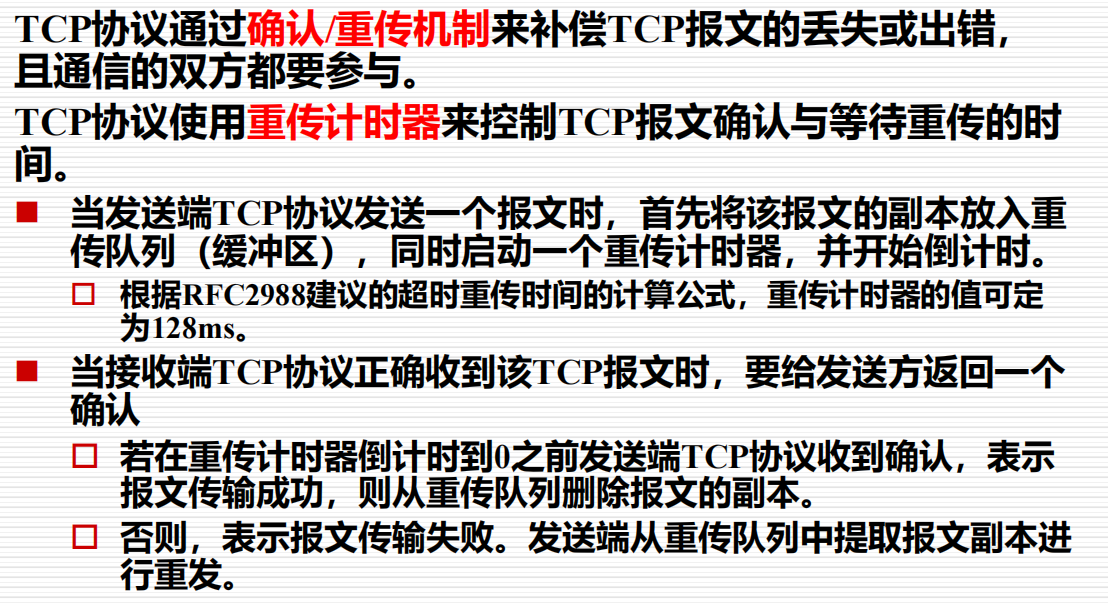 TCP协议通过确认/重传机制来补偿TCP报文的丢失或出错，
且通信的双方都要参与。
TCP协议使用重传计时器来控制TCP报文确认与等待重传的时
间。
当发送端TCP协议发送一个报文时，首先将该报文的副本放入重
传队列（缓冲区），同时启动一个重传计时器，并开始倒计时。
根据RFC2988建议的超时重传时间的计算公式，重传计时器的值可定
为128ms。
当接收端TCP协议正确收到该TCP报文时，要给发送方返回一个
确认
若在重传计时器倒计时到0之前发送端TCP协议收到确认，表示
报文传输成功，则从重传队列删除报文的副本。
否则，表示报文传输失败。发送端从重传队列中提取报文副本进
行重发。